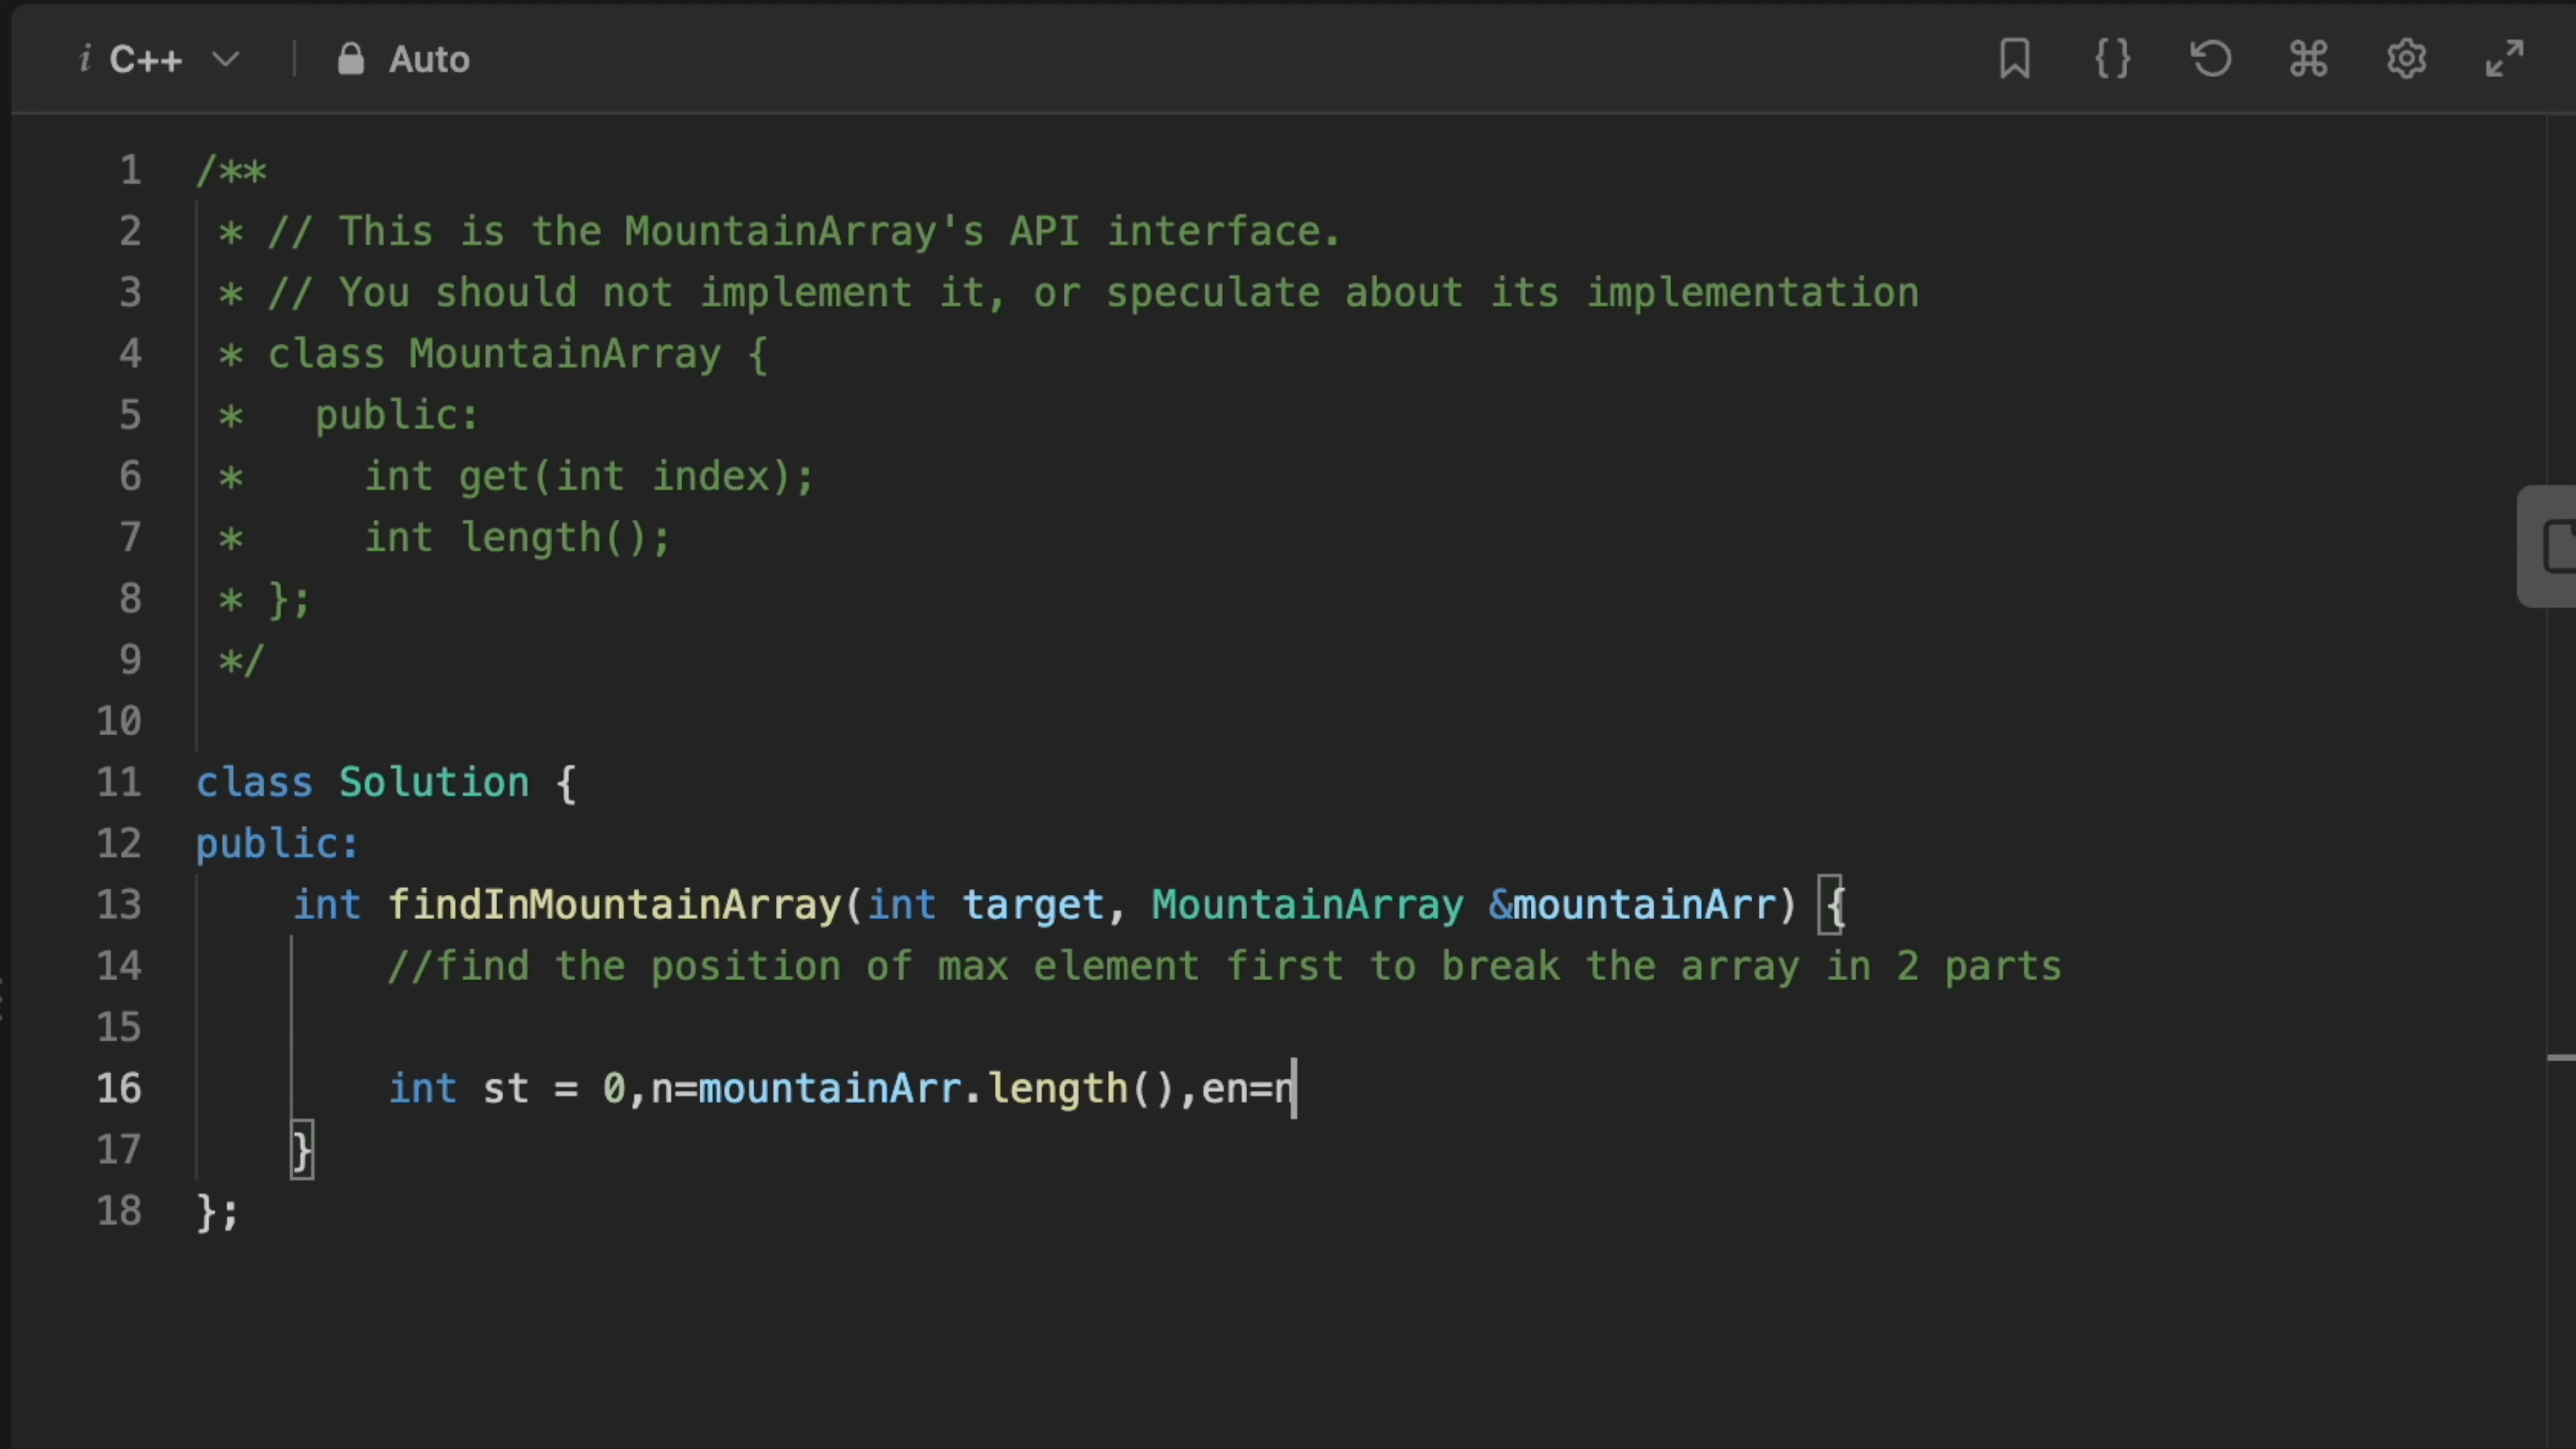 i C++ Auto
1 /**
2  * // This is the MountainArray's API interface.
3  * // You should not implement it, or speculate about its implementation
4  * class MountainArray {
5  *   public:
6  *     int get(int index);
7  *     int length();
8  * };
9  */
10
11 class Solution {
12 public:
13     int findInMountainArray(int target, MountainArray &mountainArr) {
14         //find the position of max element first to break the array in 2 parts
15
16         int st = 0,n=mountainArr.length(),en=n
17     }
18 };